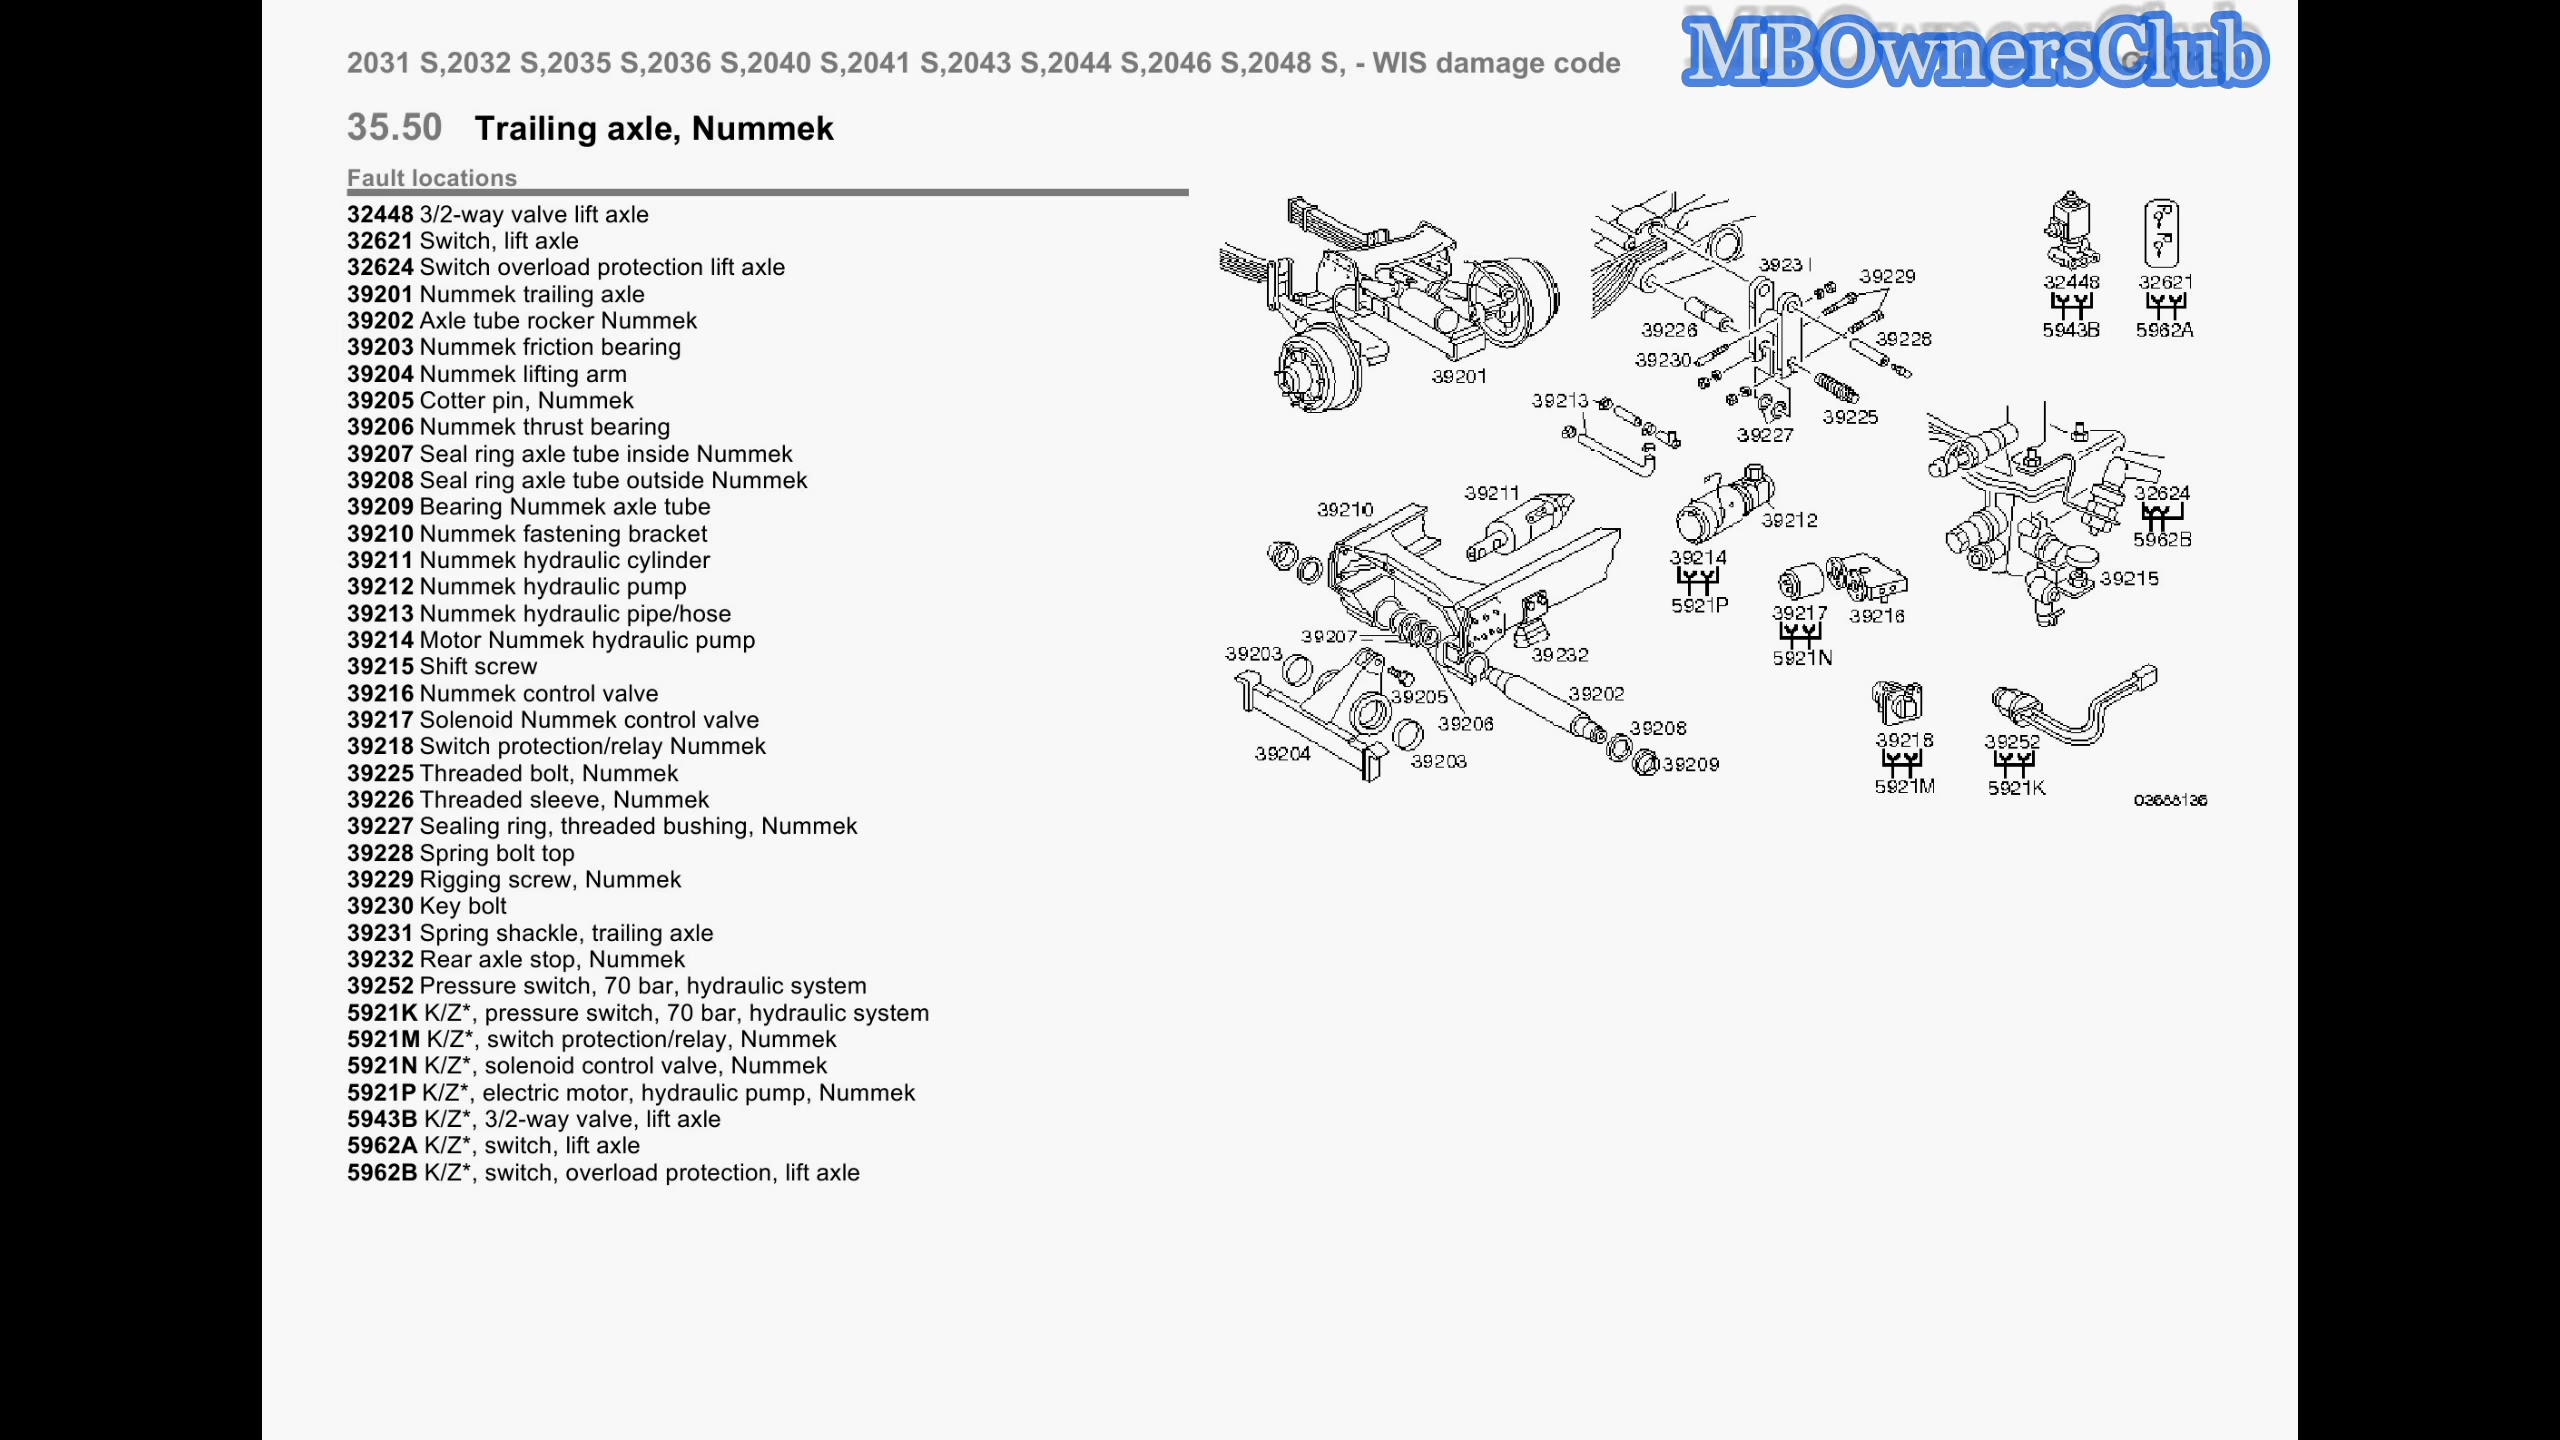 MBOwnersClub
2031 S,2032 S,2035 S,2036 S,2040 S,2041 S,2043 S,2044 S,2046 S,2048 S, - WIS damage code
35.50 Trailing axle, Nummek
Fault locations
32448 3/2-way valve lift axle
32621 Switch, lift axle
32624 Switch overload protection lift axle
39201 Nummek trailing axle
39202 Axle tube rocker Nummek
39203 Nummek friction bearing
39204 Nummek lifting arm
39205 Cotter pin, Nummek
39206 Nummek thrust bearing
39207 Seal ring axle tube inside Nummek
39208 Seal ring axle tube outside Nummek
39209 Bearing Nummek axle tube
39210 Nummek fastening bracket
39211 Nummek hydraulic cylinder
39212 Nummek hydraulic pump
39213 Nummek hydraulic pipe/hose
39214 Motor Nummek hydraulic pump
39215 Shift screw
39216 Nummek control valve
39217 Solenoid Nummek control valve
39218 Switch protection/relay Nummek
39225 Threaded bolt, Nummek
39226 Threaded sleeve, Nummek
39227 Sealing ring, threaded bushing, Nummek
39228 Spring bolt top
39229 Rigging screw, Nummek
39230 Key bolt
39231 Spring shackle, trailing axle
39232 Rear axle stop, Nummek
39252 Pressure switch, 70 bar, hydraulic system
5921K K/Z*, pressure switch, 70 bar, hydraulic system
5921M K/Z*, switch protection/relay, Nummek
5921N K/Z*, solenoid control valve, Nummek
5921P K/Z*, electric motor, hydraulic pump, Nummek
5943B K/Z*, 3/2-way valve, lift axle
5962A K/Z*, switch, lift axle
5962B K/Z*, switch, overload protection, lift axle
39231
39229
32448
32621
39226
5943B
5962A
39228
39230
39201
39213
39225
39227
39211
32624
39210
39212
5962B
39214
39215
5921P
39217
39216
39207
39203
39232
5921N
39205
39202
39206
39208
39218
39252
39204
39203
39209
5921M
5921K
03688136